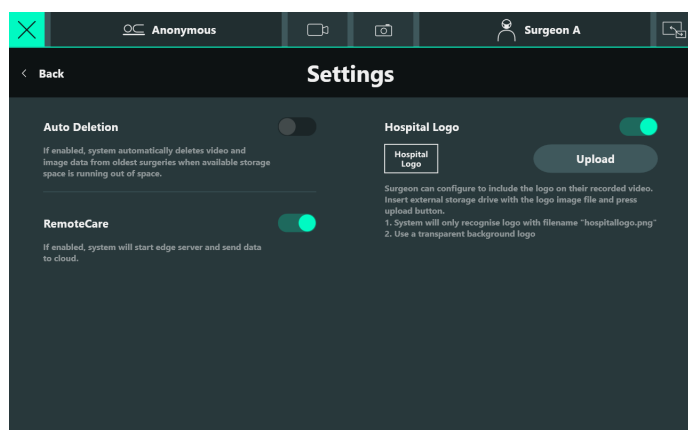 Anonymous
Surgeon A
Back
Settings
Auto Deletion
If enabled, system automatically deletes video and
image data from oldest surgeries when available storage
space is running out of space.
RemoteCare
If enabled, system will start edge server and send data
to cloud.
Hospital Logo
Hospital
Logo
Upload
Surgeon can configure to include the logo on their recorded video.
Insert external storage drive with the logo image file and press
upload button.
1. System will only recognise logo with filename "hospitallogo.png"
2. Use a transparent background logo